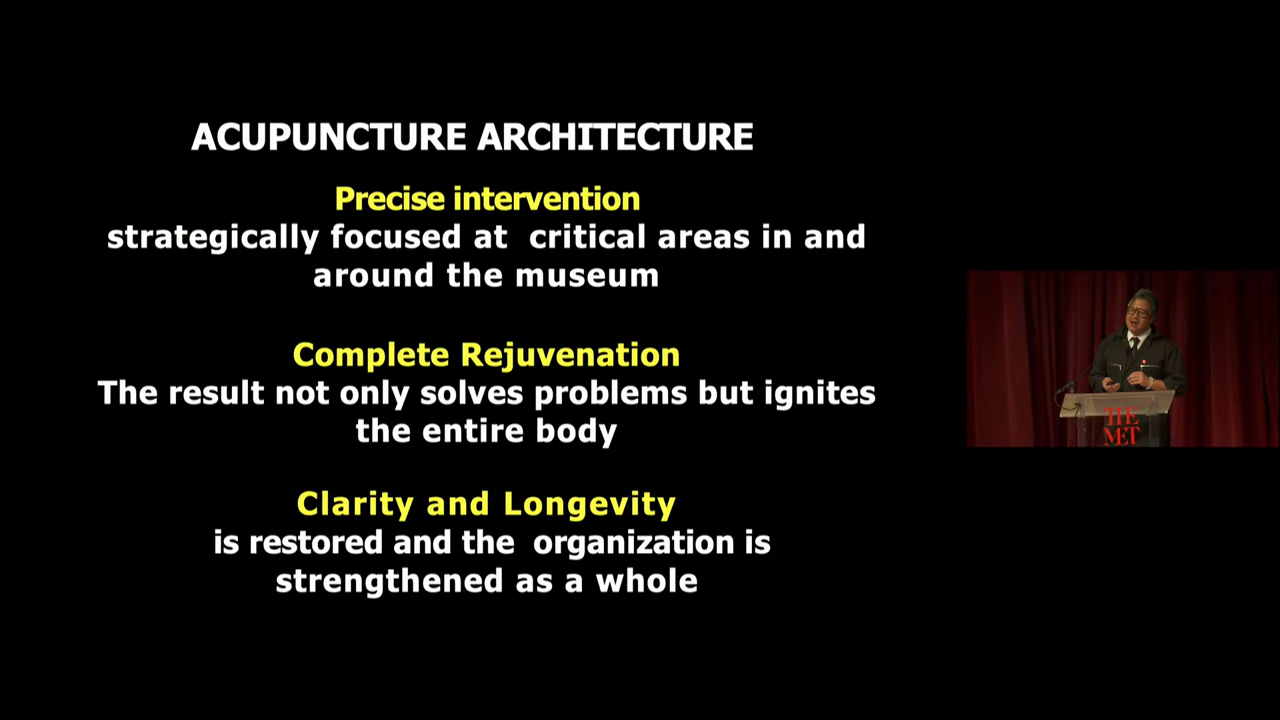 ACUPUNCTURE ARCHITECTURE
Precise intervention
strategically focused at critical areas in and
around the museum
Complete Rejuvenation
The result not only solves problems but ignites
the entire body
Clarity and Longevity
is restored and the organization is
strengthened as a whole
THE
MET